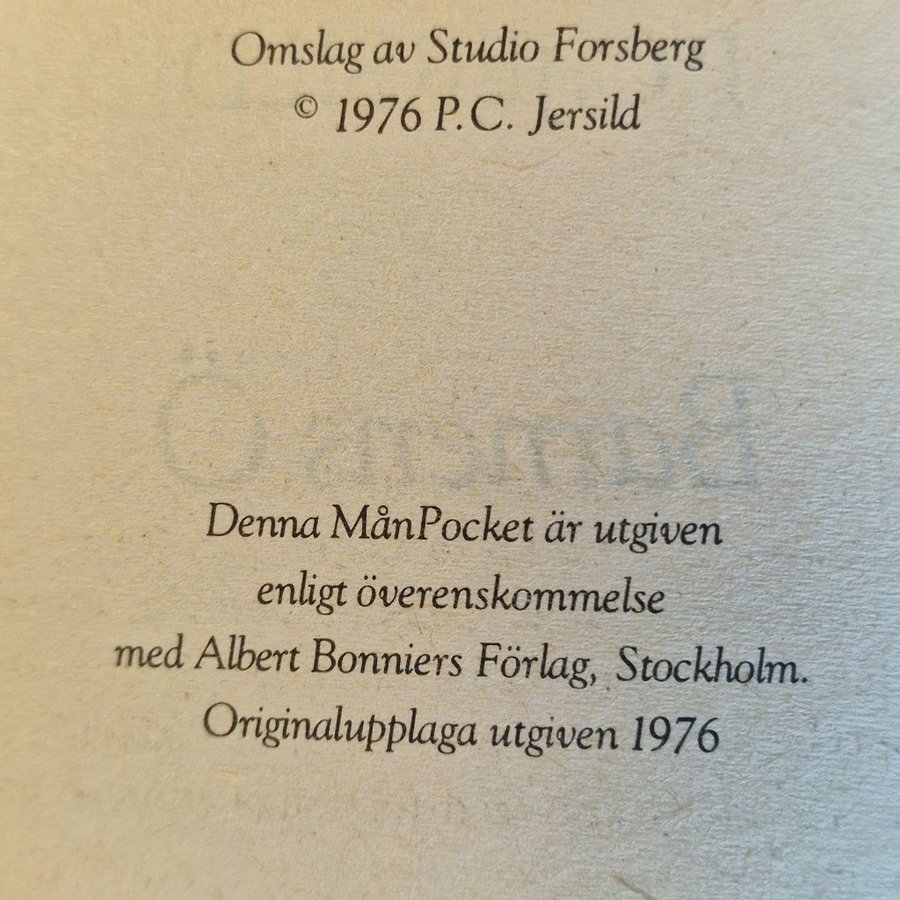 Omslag av Studio Forsberg
© 1976 P.C. Jersild
Barnens Ö
Denna MånPocket är utgiven
enligt överenskommelse
med Albert Bonniers Förlag, Stockholm.
Originalupplaga utgiven 1976